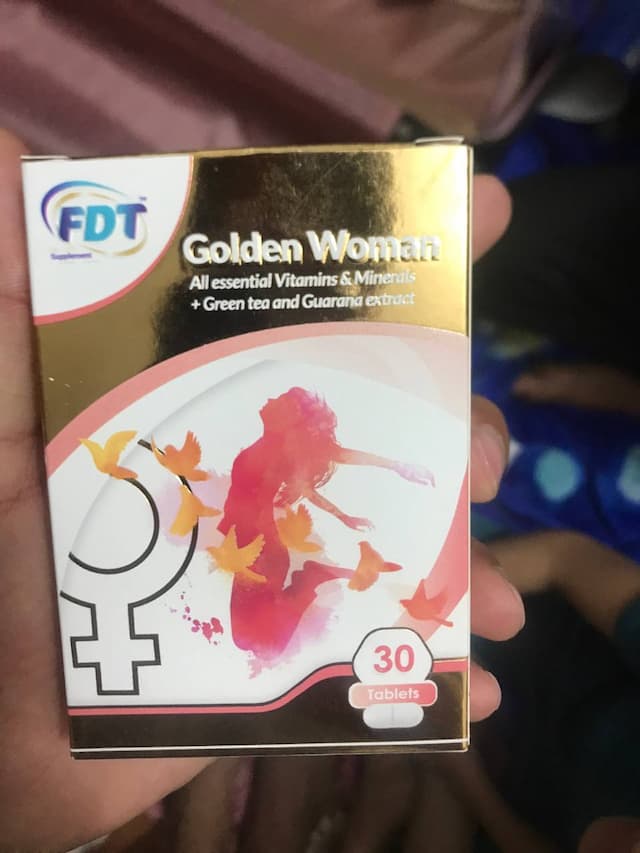 FDT
Supplement
Golden Woman
All essential Vitamins & Minerals
+ Green tea and Guarana extract
30
Tablets